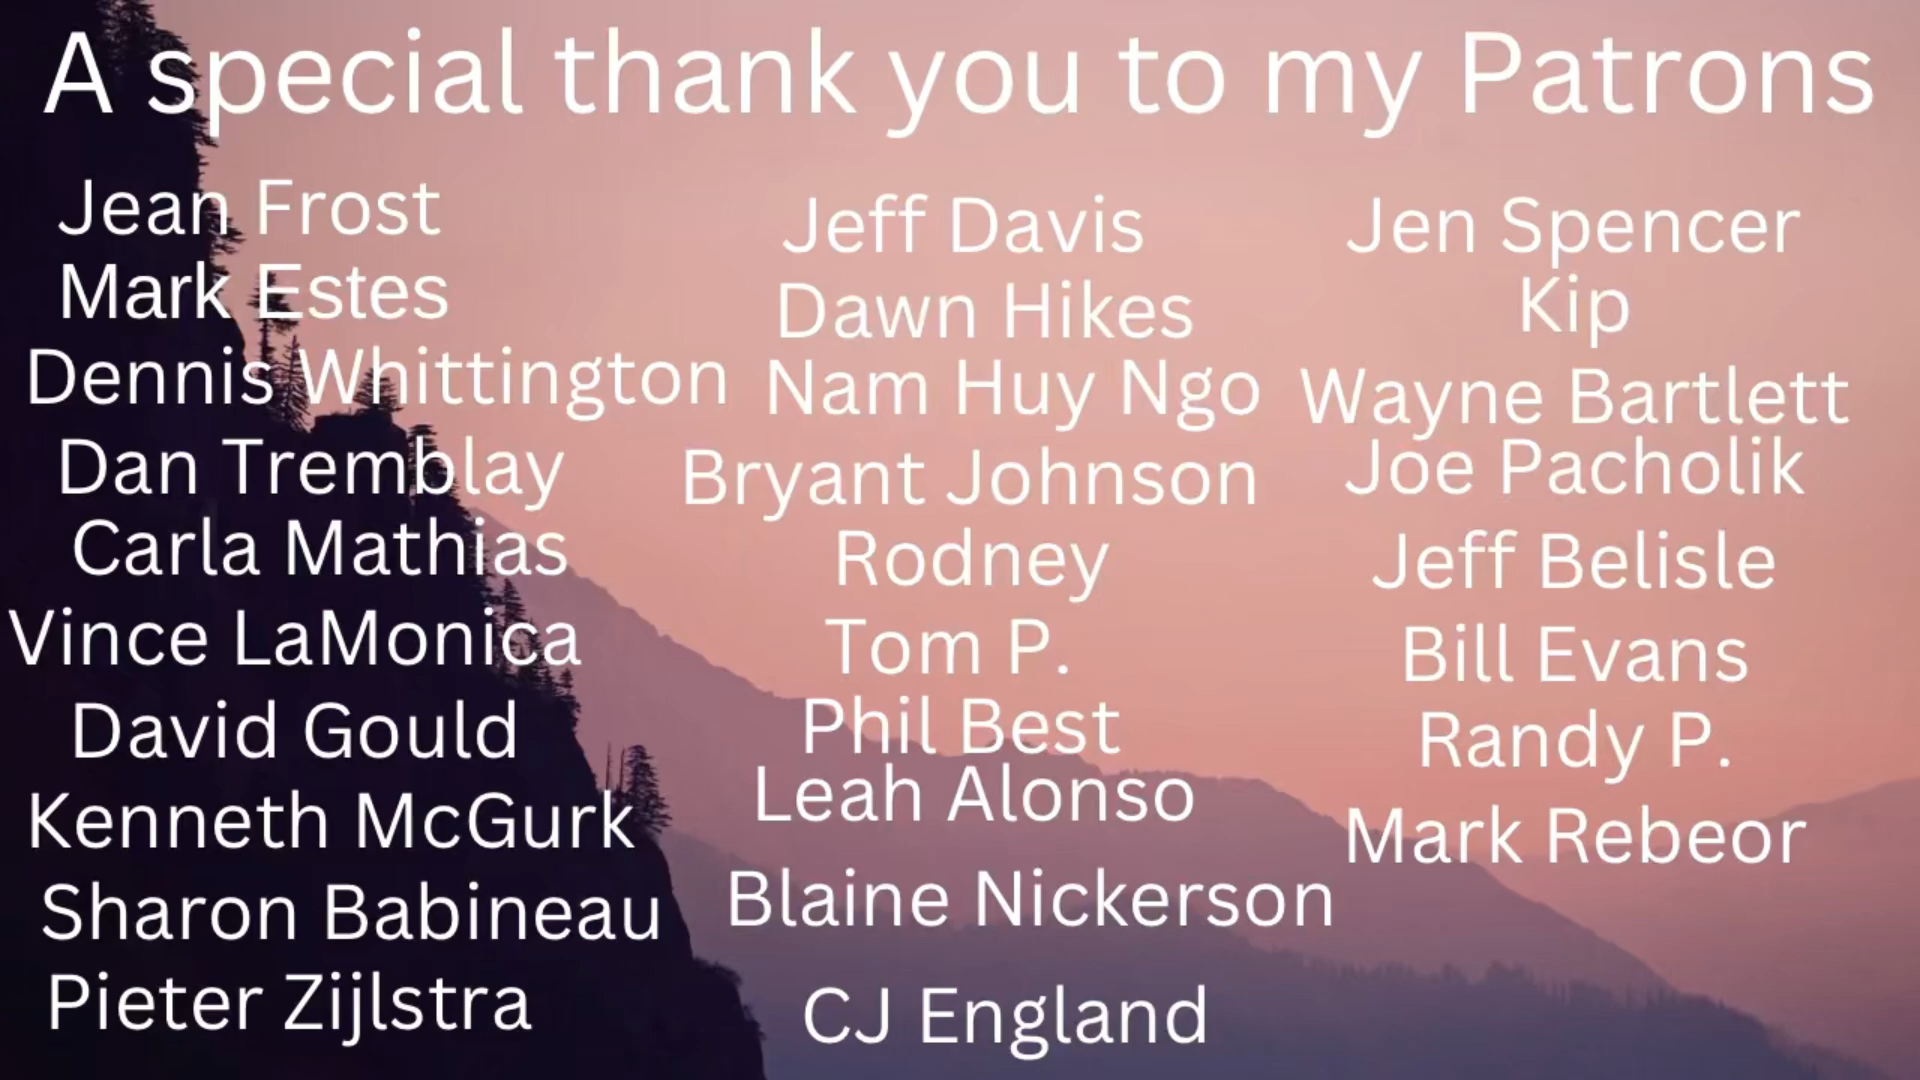 A special thank you to my Patrons
Jean Frost
Mark Estes
Dennis Whittington
Dan Tremblay
Carla Mathias
Vince LaMonica
David Gould
Kenneth McGurk
Sharon Babineau
Pieter Zijlstra
Jeff Davis
Dawn Hikes
Nam Huy Ngo
Bryant Johnson
Rodney
Tom P.
Phil Best
Leah Alonso
Blaine Nickerson
CJ England
Jen Spencer
Kip
Wayne Bartlett
Joe Pacholik
Jeff Belisle
Bill Evans
Randy P.
Mark Rebeor